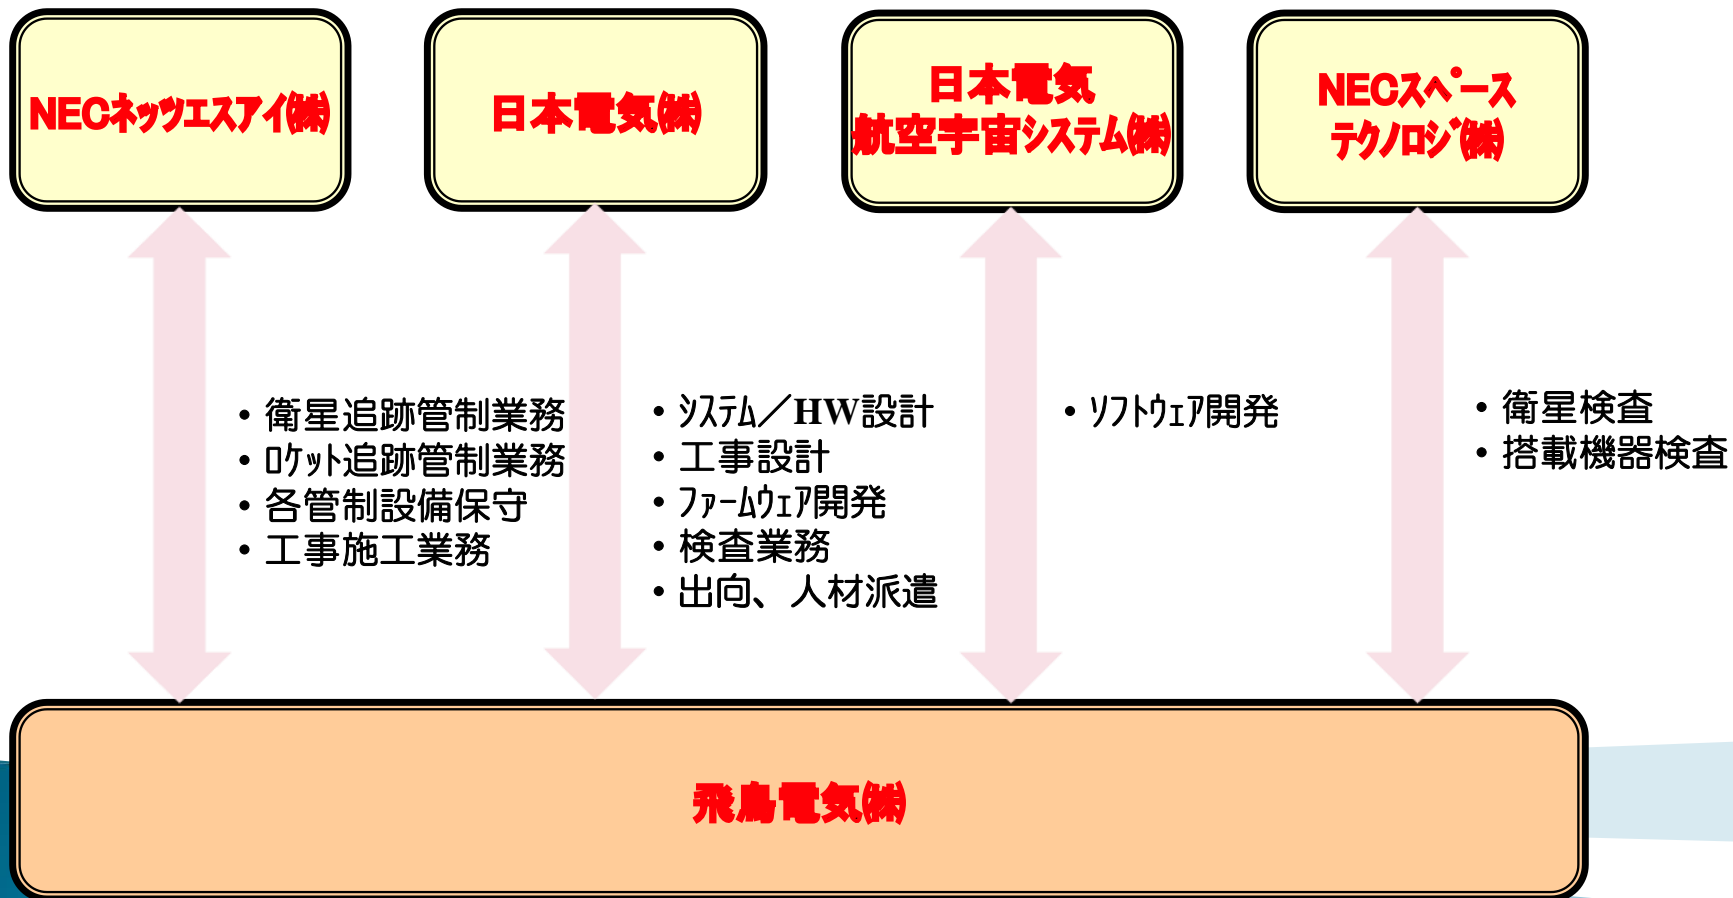 NECネッツエスアイ㈱
日本電気㈱
日本電気
航空宇宙システム㈱
NECスペース
テクノロジ㈱
・衛星追跡管制業務
・ロケット追跡管制業務
・各管制設備保守
・工事施工業務
・システム／HW設計
・工事設計
・ファームウェア開発
・検査業務
・出向、人材派遣
・ソフトウェア開発
・衛星検査
・搭載機器検査
飛鳥電気㈱